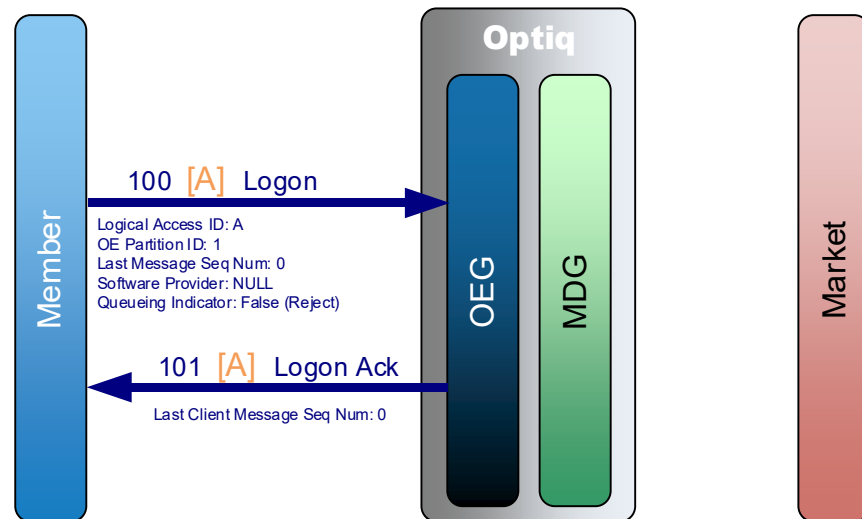 Optiq
100 [A] Logon
Logical Access ID: A
OE Partition ID: 1
Last Message Seq Num: 0
Software Provider: NULL
Queueing Indicator: False (Reject)
101 [A] Logon Ack
Last Client Message Seq Num: 0
Member
OEG
MDG
Market